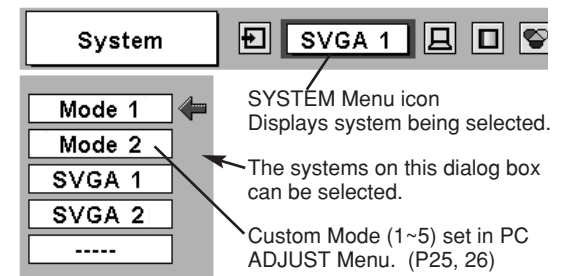 System
SVGA 1
Mode 1
Mode 2
SVGA 1
SVGA 2
-----
SYSTEM Menu icon
Displays system being selected.
The systems on this dialog box
can be selected.
Custom Mode (1~5) set in PC
ADJUST Menu. (P25, 26)